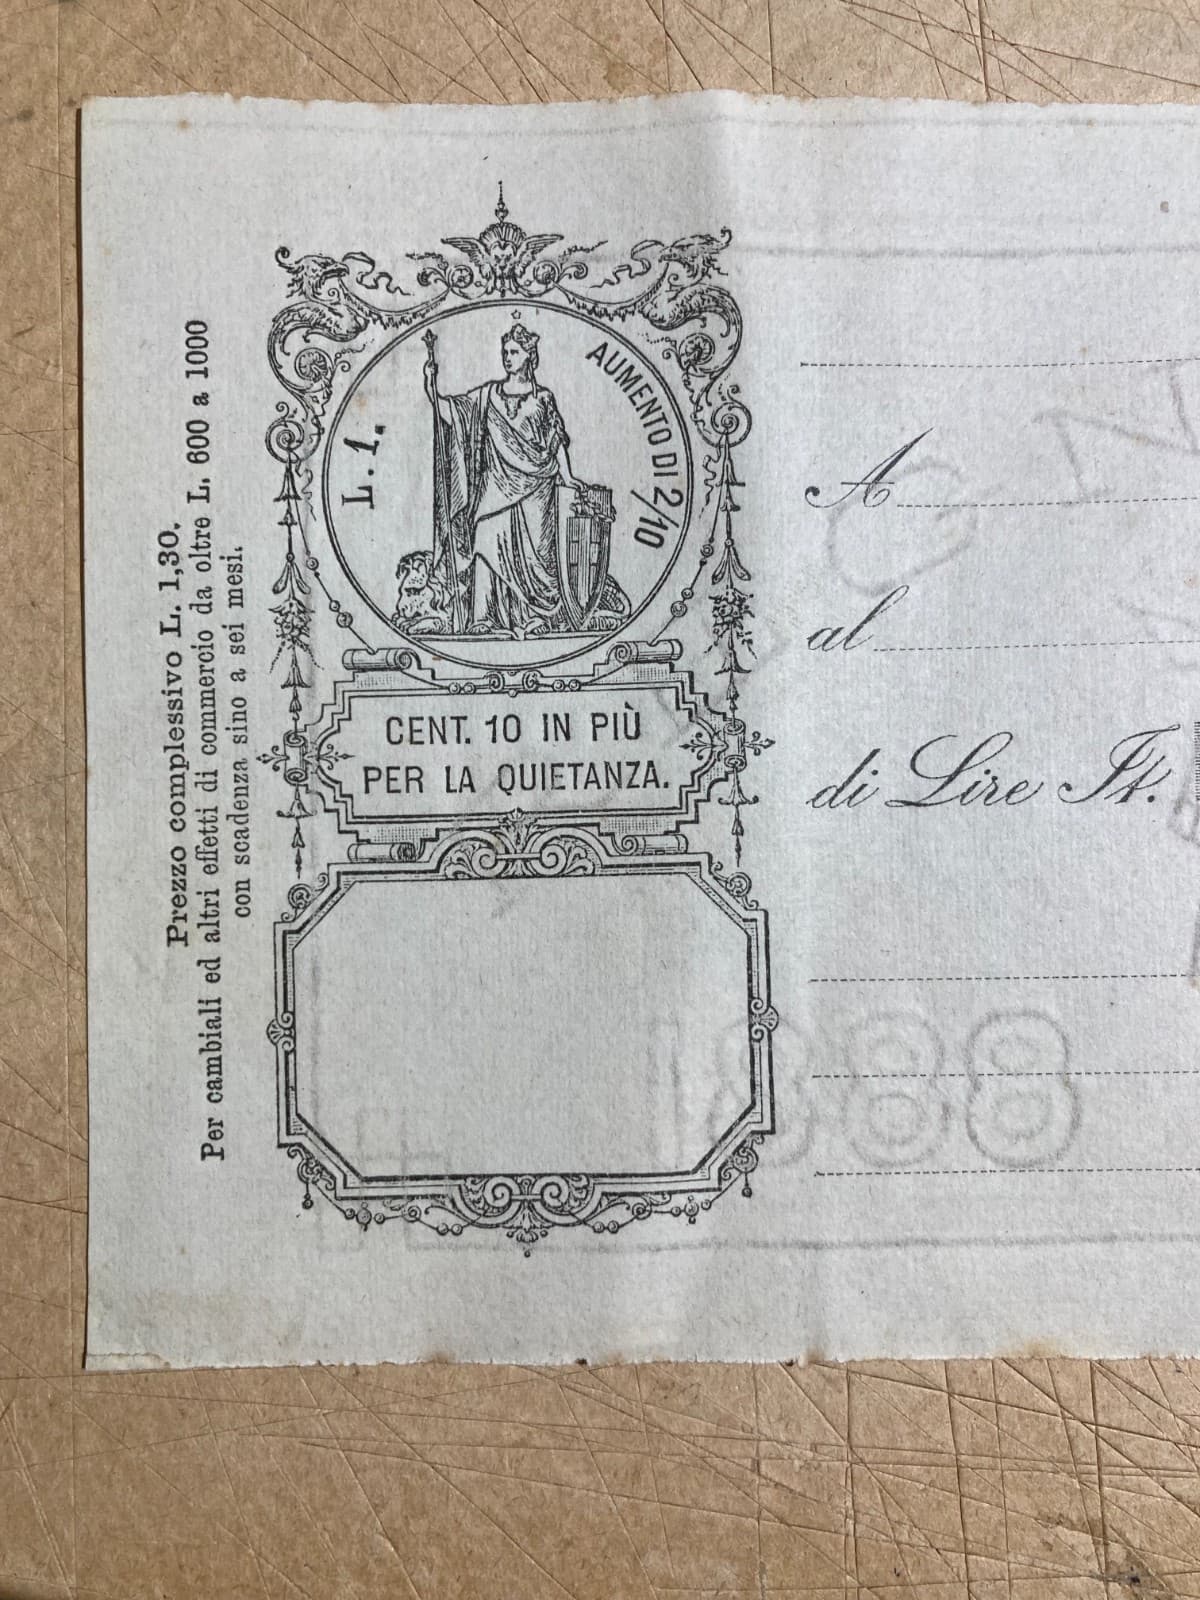 Prezzo complessivo L. 1,30.
Per cambiali ed altri effetti di commercio da oltre L. 600 a 1000
con scadenza sino a sei mesi.
L. 1.
AUMENTO DI 2/10
CENT. 10 IN PIÙ
PER LA QUIETANZA.
A
al
di Lire It.